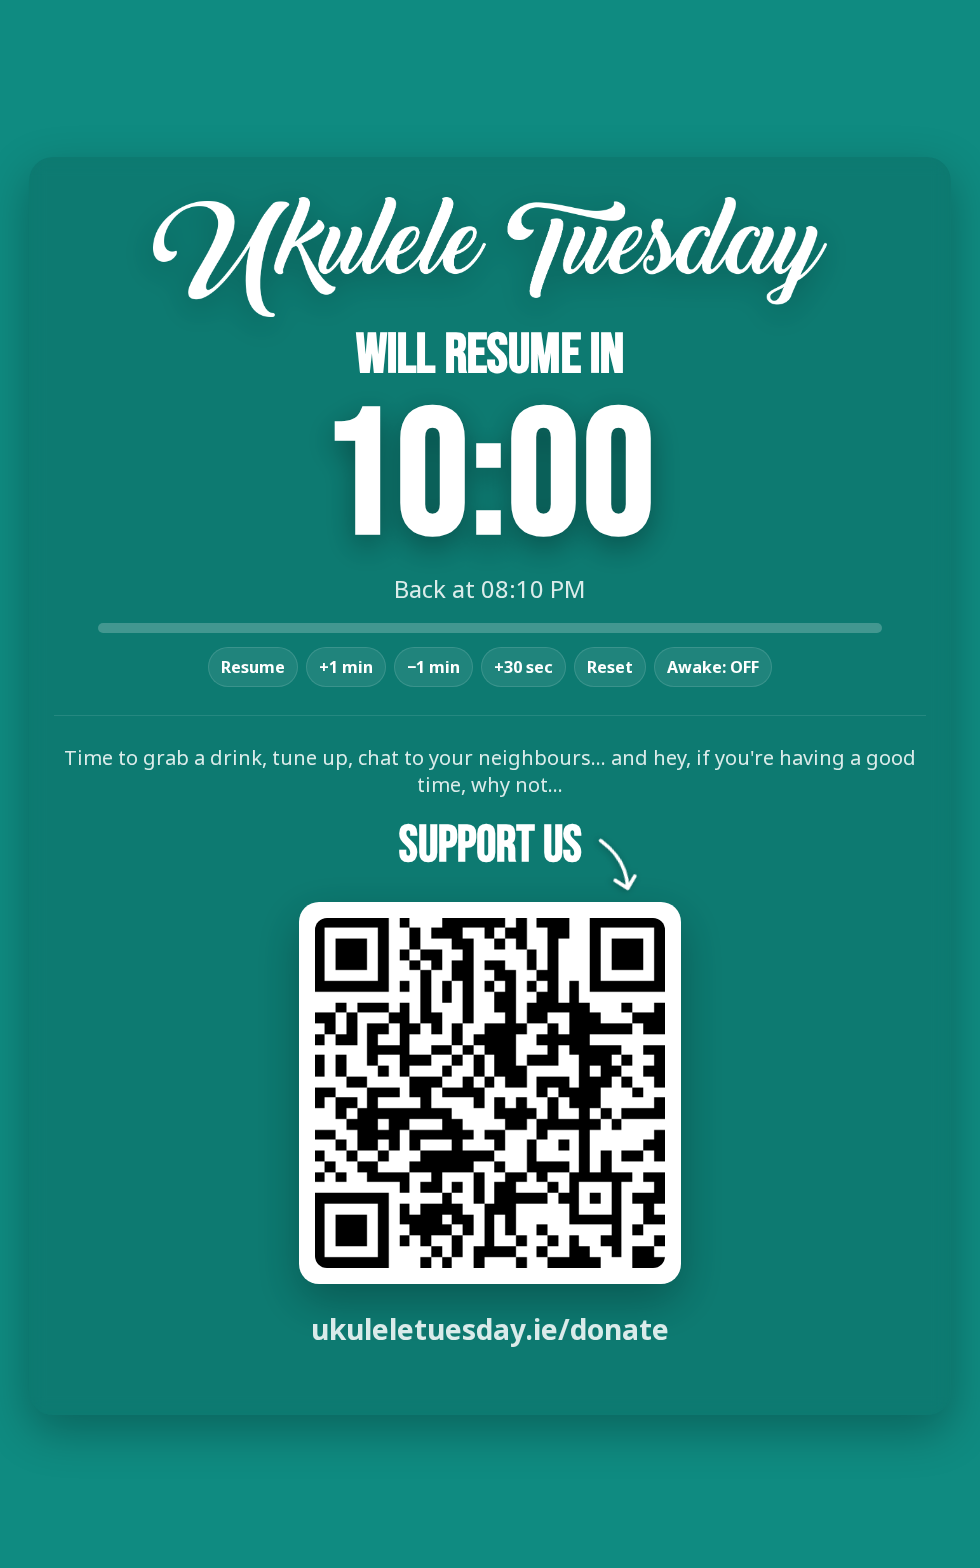 Ukulele Tuesday
WILL RESUME IN
10:00
Back at 08:10 PM
Resume +1 min −1 min +30 sec Reset Awake: OFF
Time to grab a drink, tune up, chat to your neighbours… and hey, if you're having a good
time, why not…
SUPPORT US
ukuleletuesday.ie/donate